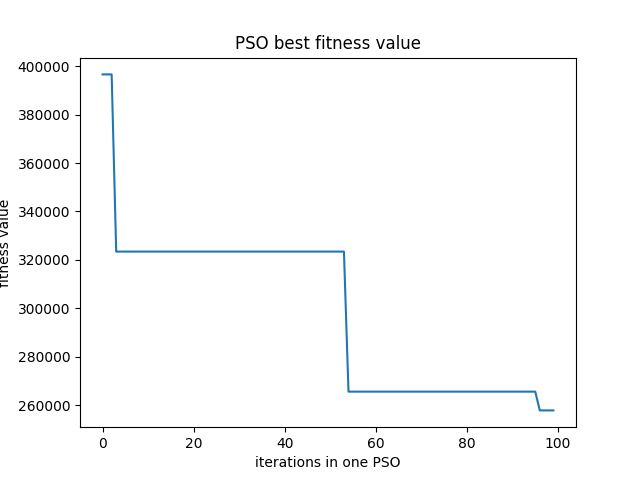 PSO best fitness value
400000
380000
360000
340000
320000
300000
280000
260000
fitness value
0 20 40 60 80 100
iterations in one PSO